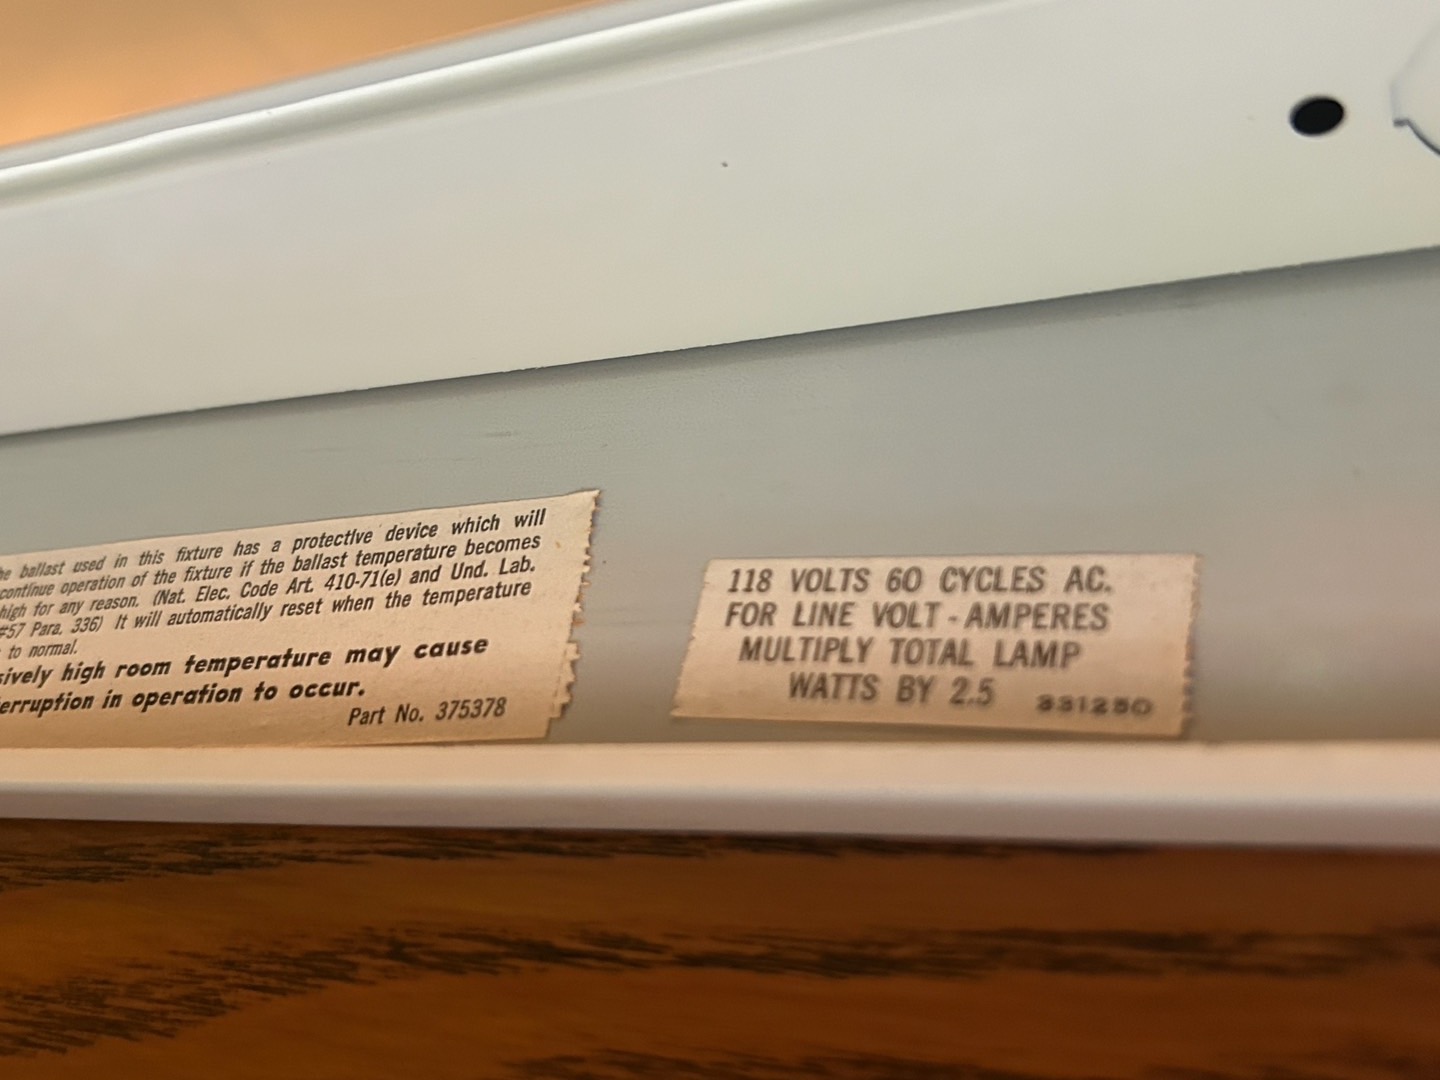 he ballast used in this fixture has a protective device which will
continue operation of the fixture if the ballast temperature becomes
high for any reason. (Nat. Elec. Code Art. 410-71(e) and Und. Lab.
#57 Para. 336) It will automatically reset when the temperature
to normal.
sively high room temperature may cause
erruption in operation to occur.
Part No. 375378
118 VOLTS 60 CYCLES AC.
FOR LINE VOLT-AMPERES
MULTIPLY TOTAL LAMP
WATTS BY 2.5 331250